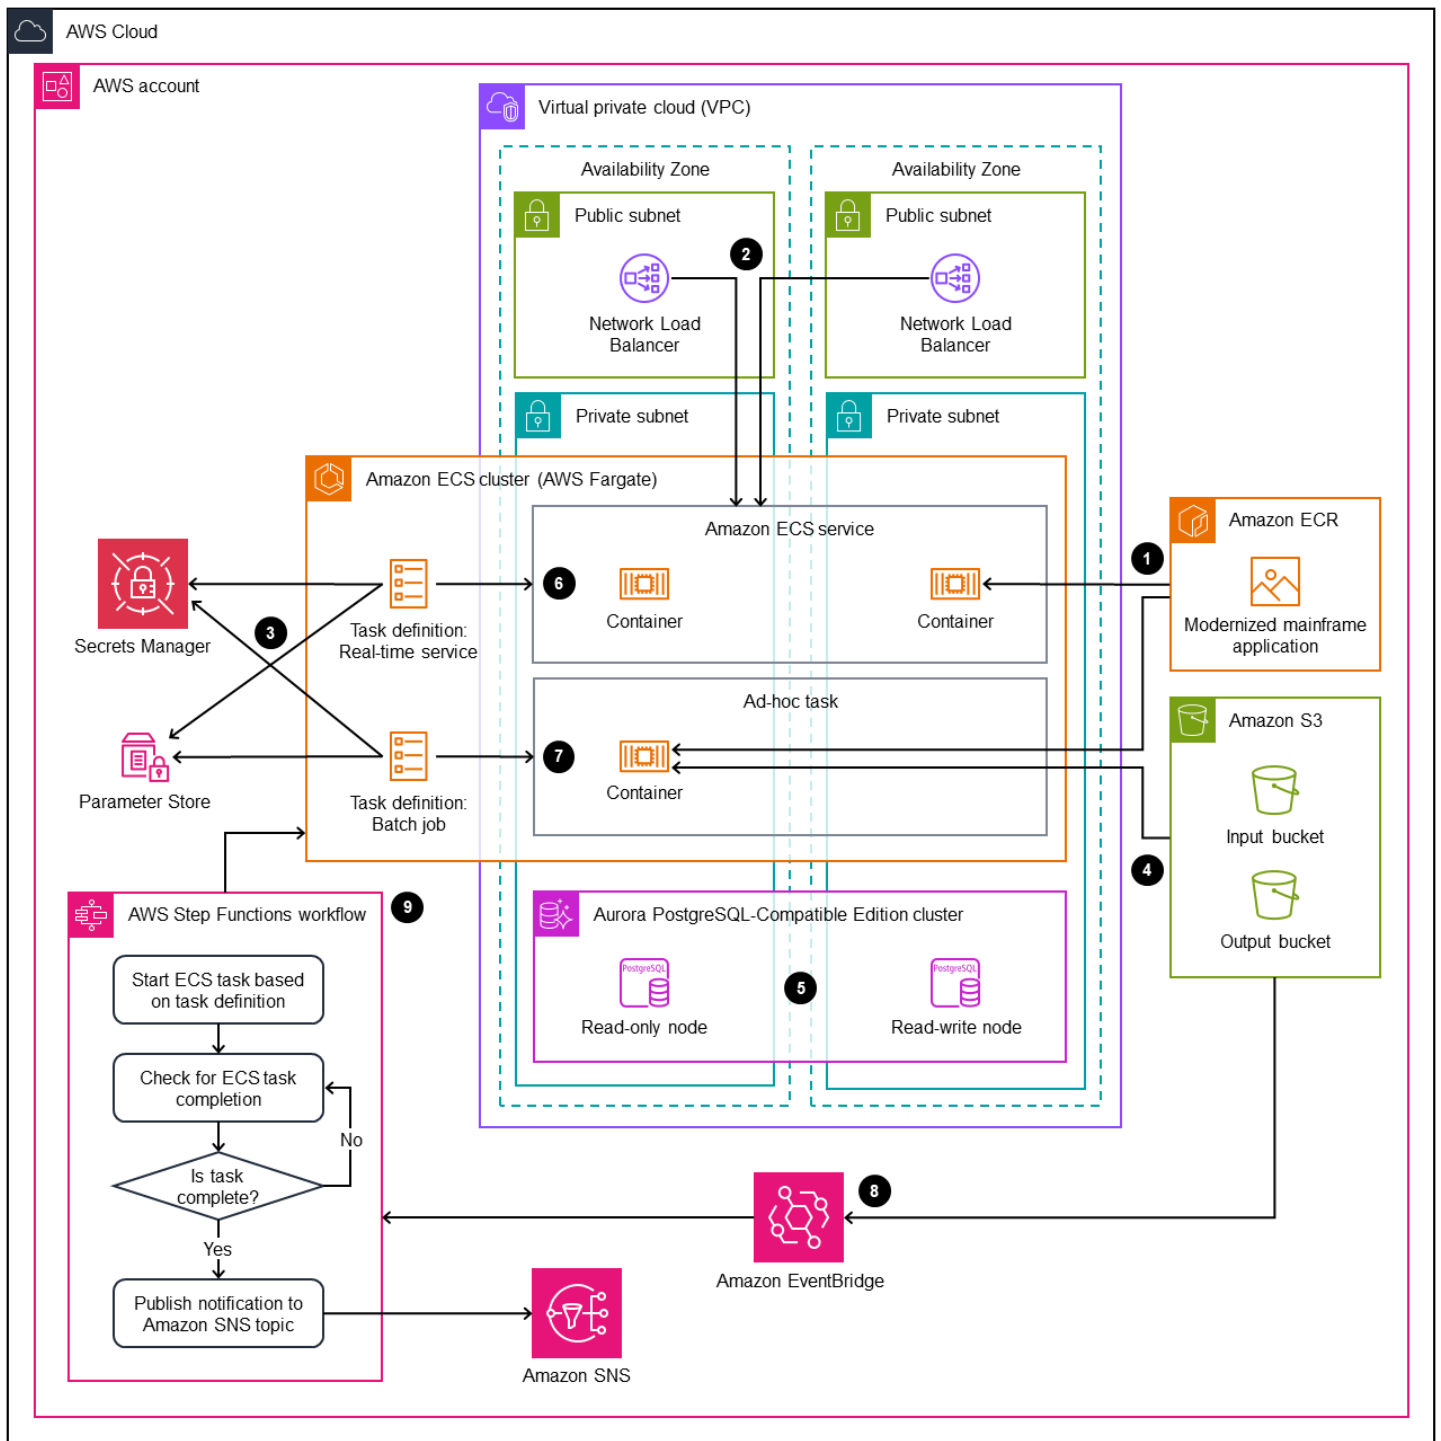 AWS Cloud
AWS account
Virtual private cloud (VPC)
Availability Zone
Availability Zone
Public subnet
Public subnet
2
Network Load
Balancer
Network Load
Balancer
Private subnet
Private subnet
Amazon ECS cluster (AWS Fargate)
Amazon ECS service
Amazon ECR
1
6
Container
Container
Modernized mainframe
application
Secrets Manager
3
Task definition:
Real-time service
Ad-hoc task
Amazon S3
7
Container
Parameter Store
Task definition:
Batch job
Input bucket
4
Output bucket
AWS Step Functions workflow
9
Aurora PostgreSQL-Compatible Edition cluster
PostgreSQL
PostgreSQL
5
Read-only node
Read-write node
Start ECS task based
on task definition
Check for ECS task
completion
No
Is task
complete?
Yes
8
Amazon EventBridge
Publish notification to
Amazon SNS topic
Amazon SNS